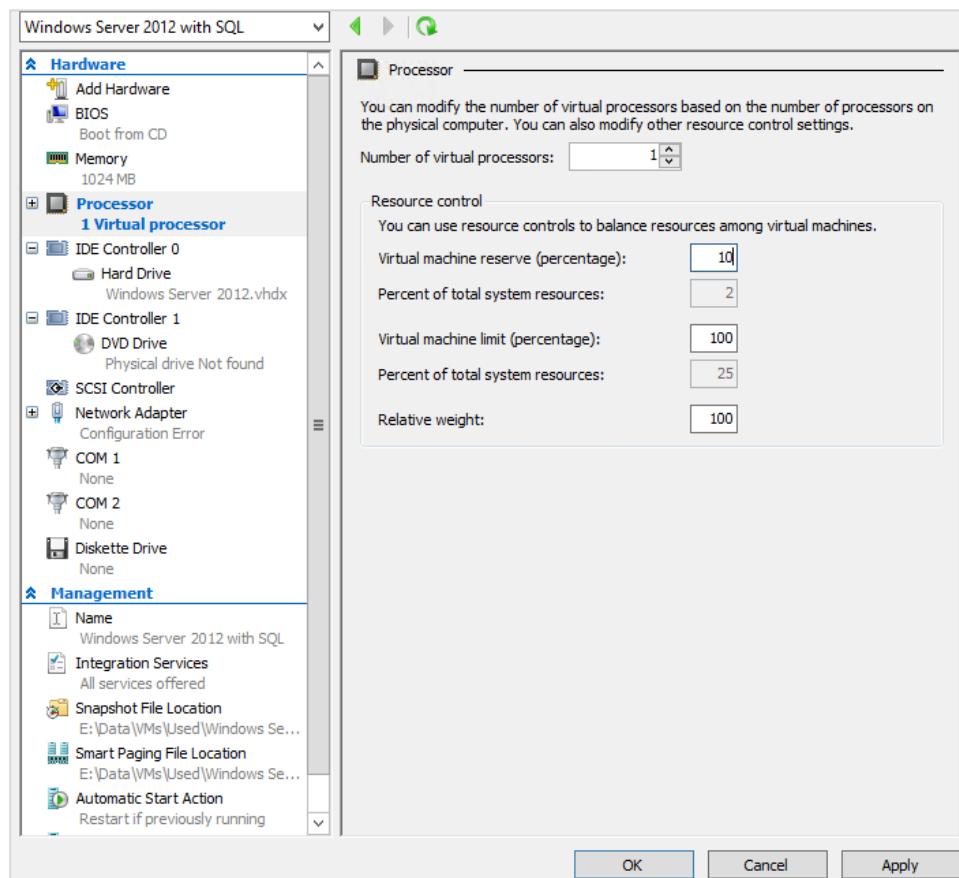 Windows Server 2012 with SQL
Hardware
Add Hardware
BIOS
Boot from CD
Memory
1024 MB
Processor
1 Virtual processor
IDE Controller 0
Hard Drive
Windows Server 2012.vhdx
IDE Controller 1
DVD Drive
Physical drive Not found
SCSI Controller
Network Adapter
Configuration Error
COM 1
None
COM 2
None
Diskette Drive
None
Management
Name
Windows Server 2012 with SQL
Integration Services
All services offered
Snapshot File Location
E:\Data\VMs\Used\Windows Se...
Smart Paging File Location
E:\Data\VMs\Used\Windows Se...
Automatic Start Action
Restart if previously running
Processor
You can modify the number of virtual processors based on the number of processors on
the physical computer. You can also modify other resource control settings.
Number of virtual processors: 1
Resource control
You can use resource controls to balance resources among virtual machines.
Virtual machine reserve (percentage): 10
Percent of total system resources: 2
Virtual machine limit (percentage): 100
Percent of total system resources: 25
Relative weight: 100
OK Cancel Apply